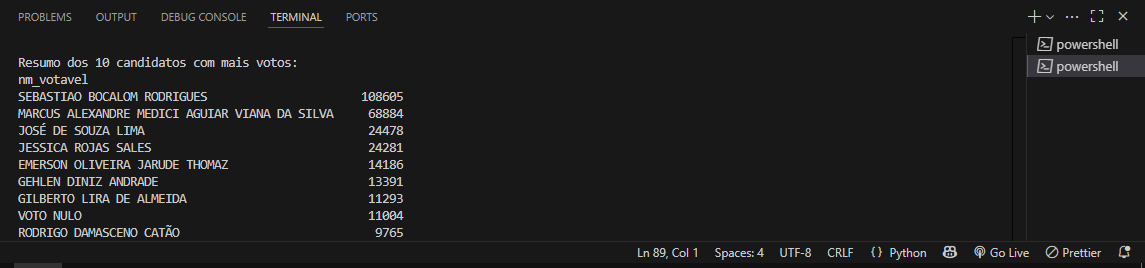 PROBLEMS OUTPUT DEBUG CONSOLE TERMINAL PORTS
powershell
powershell
Resumo dos 10 candidatos com mais votos:
nm_votavel
SEBASTIAO BOCALOM RODRIGUES 108605
MARCUS ALEXANDRE MEDICI AGUIAR VIANA DA SILVA 68884
JOSÉ DE SOUZA LIMA 24478
JESSICA ROJAS SALES 24281
EMERSON OLIVEIRA JARUDE THOMAZ 14186
GEHLEN DINIZ ANDRADE 13391
GILBERTO LIRA DE ALMEIDA 11293
VOTO NULO 11004
RODRIGO DAMASCENO CATÃO 9765
Ln 89, Col 1 Spaces: 4 UTF-8 CRLF {} Python Go Live Prettier